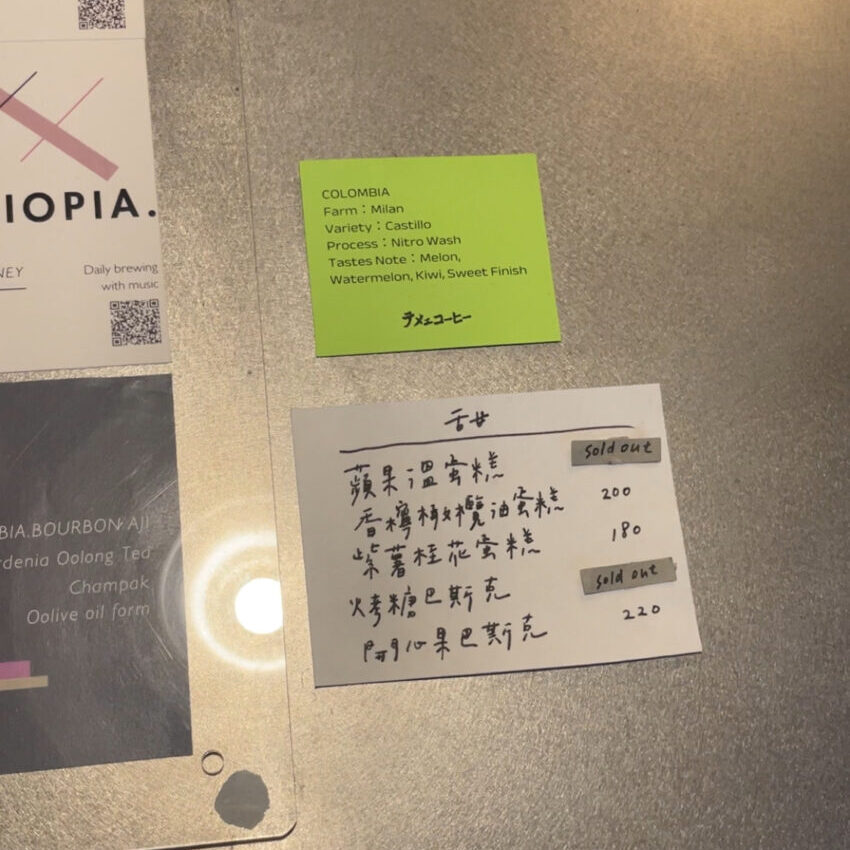 IOPIA.
NEY
Daily brewing
with music
BIA.BOURBON AJI
rdenia Oolong Tea
Champak
Oolive oil form
COLOMBIA
Farm：Milan
Variety：Castillo
Process：Nitro Wash
Tastes Note：Melon,
Watermelon, Kiwi, Sweet Finish
ヲメェコーヒー
舌甘
蘋果溫蛋糕 sold out
香檸橄欖油蛋糕 200
紫薯桂花蛋糕 180
烤糖巴斯克 sold out
開心果巴斯克 220